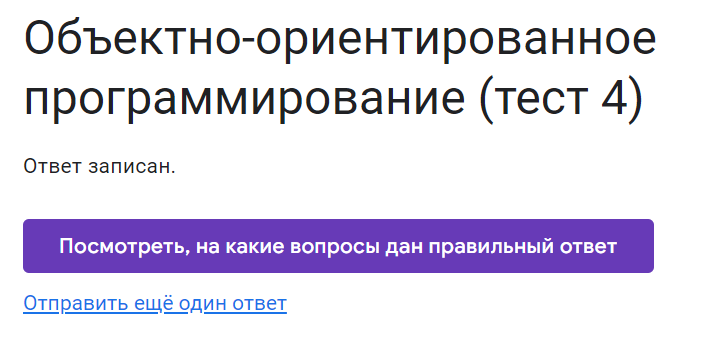 Объектно-ориентированное
программирование (тест 4)
Ответ записан.
Посмотреть, на какие вопросы дан правильный ответ
Отправить ещё один ответ